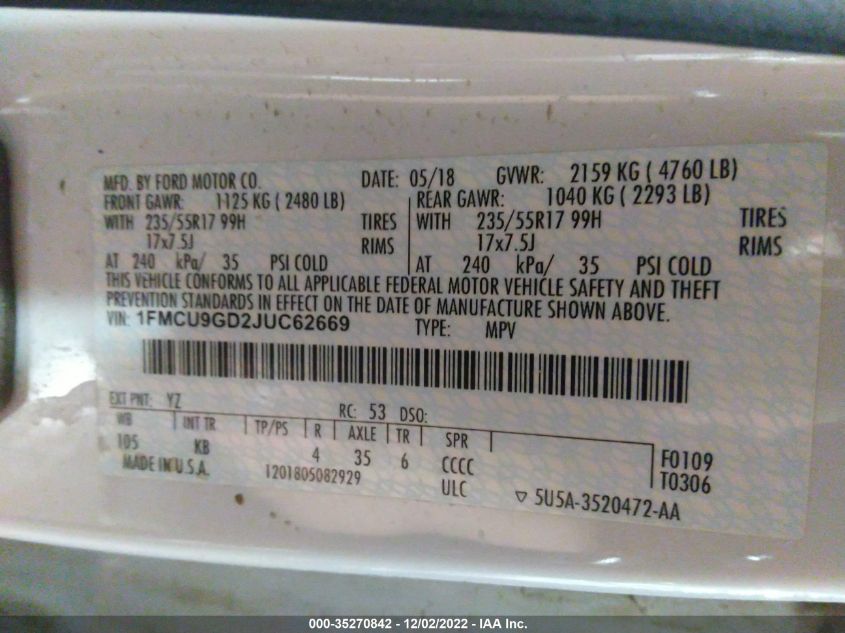 MFD. BY FORD MOTOR CO. DATE: 05/18 GVWR: 2159 KG ( 4760 LB)
FRONT GAWR: 1125 KG ( 2480 LB) REAR GAWR: 1040 KG ( 2293 LB)
WITH 235/55R17 99H TIRES WITH 235/55R17 99H TIRES
17x7.5J RIMS 17x7.5J RIMS
AT 240 kPa/ 35 PSI COLD AT 240 kPa/ 35 PSI COLD
THIS VEHICLE CONFORMS TO ALL APPLICABLE FEDERAL MOTOR VEHICLE SAFETY AND THEFT
PREVENTION STANDARDS IN EFFECT ON THE DATE OF MANUFACTURE SHOWN ABOVE.
VIN: 1FMCU9GD2JUC62669 TYPE: MPV
EXT PNT: YZ RC: 53 DSO:
WB INT TR TP/PS R AXLE TR SPR
105 KB 4 35 6 CCCC F0109
MADE IN U.S.A. 1201805082929 ULC T0306
▽ 5U5A-3520472-AA
000-35270842 - 12/02/2022 - IAA Inc.